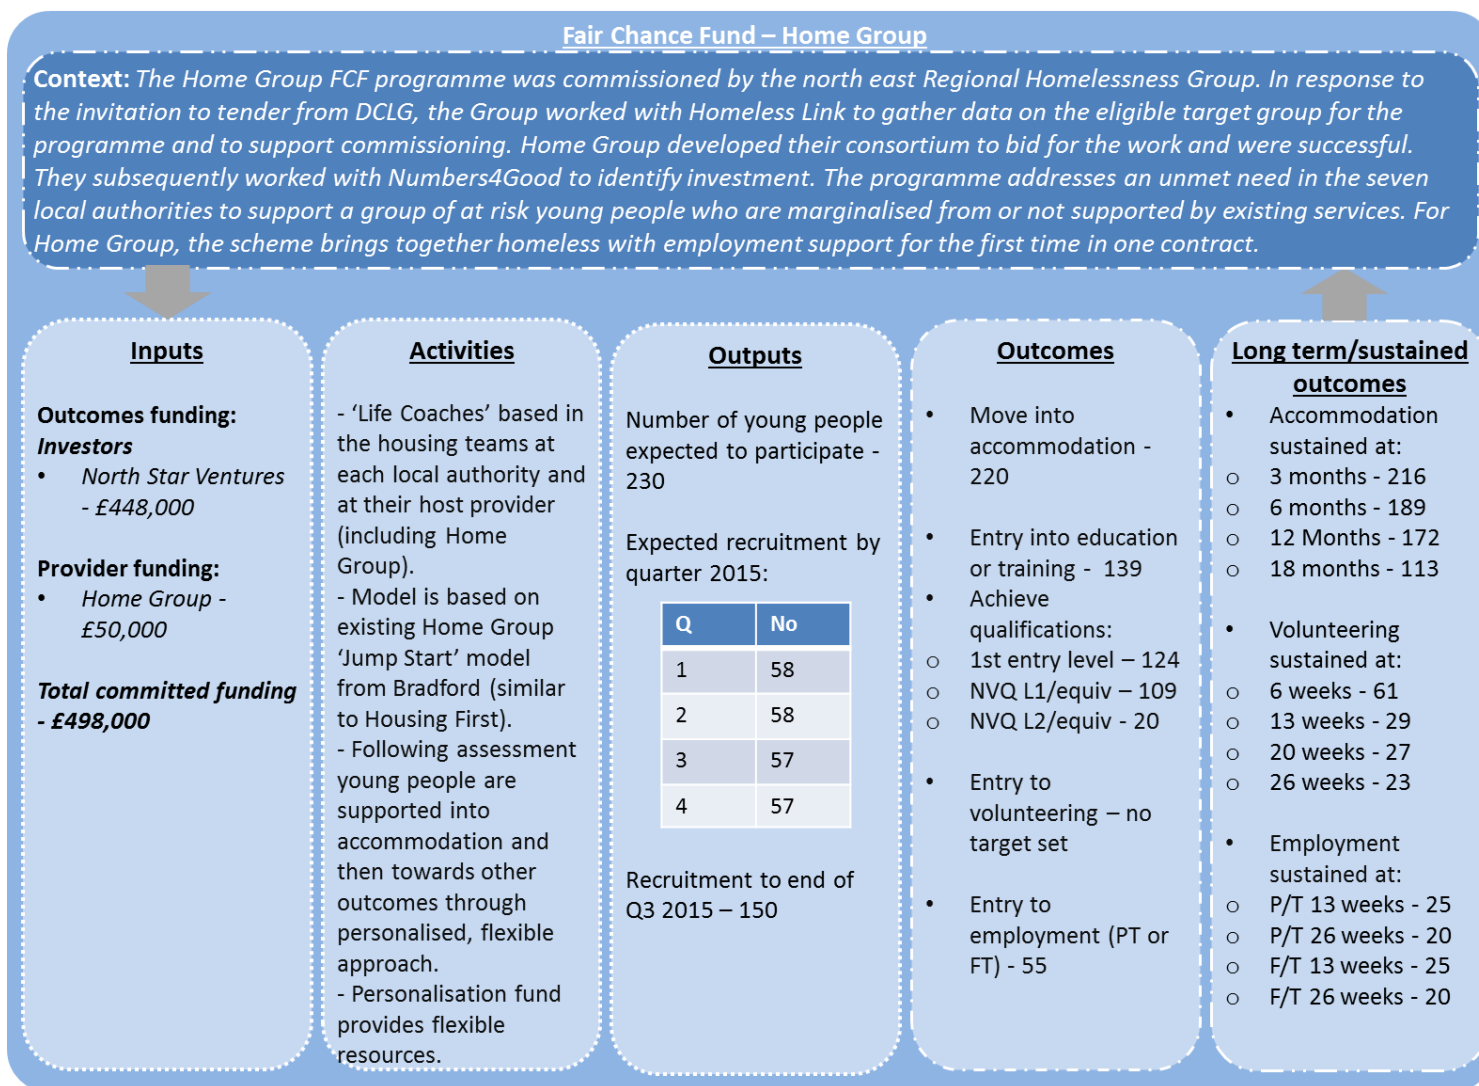 Fair Chance Fund – Home Group
Context: The Home Group FCF programme was commissioned by the north east Regional Homelessness Group. In response to
the invitation to tender from DCLG, the Group worked with Homeless Link to gather data on the eligible target group for the
programme and to support commissioning. Home Group developed their consortium to bid for the work and were successful.
They subsequently worked with Numbers4Good to identify investment. The programme addresses an unmet need in the seven
local authorities to support a group of at risk young people who are marginalised from or not supported by existing services. For
Home Group, the scheme brings together homeless with employment support for the first time in one contract.
Inputs
Outcomes funding:
Investors
• North Star Ventures
- £448,000
Provider funding:
• Home Group -
£50,000
Total committed funding
- £498,000
Activities
- ‘Life Coaches’ based in
the housing teams at
each local authority and
at their host provider
(including Home
Group).
- Model is based on
existing Home Group
‘Jump Start’ model
from Bradford (similar
to Housing First).
- Following assessment
young people are
supported into
accommodation and
then towards other
outcomes through
personalised, flexible
approach.
- Personalisation fund
provides flexible
resources.
Outputs
Number of young people
expected to participate -
230
Expected recruitment by
quarter 2015:
Q No
1 58
2 58
3 57
4 57
Recruitment to end of
Q3 2015 – 150
Outcomes
• Move into
accommodation -
220
• Entry into education
or training - 139
• Achieve
qualifications:
o 1st entry level – 124
o NVQ L1/equiv – 109
o NVQ L2/equiv - 20
• Entry to
volunteering – no
target set
• Entry to
employment (PT or
FT) - 55
Long term/sustained
outcomes
• Accommodation
sustained at:
o 3 months - 216
o 6 months - 189
o 12 Months - 172
o 18 months - 113
• Volunteering
sustained at:
o 6 weeks - 61
o 13 weeks - 29
o 20 weeks - 27
o 26 weeks - 23
• Employment
sustained at:
o P/T 13 weeks - 25
o P/T 26 weeks - 20
o F/T 13 weeks - 25
o F/T 26 weeks - 20